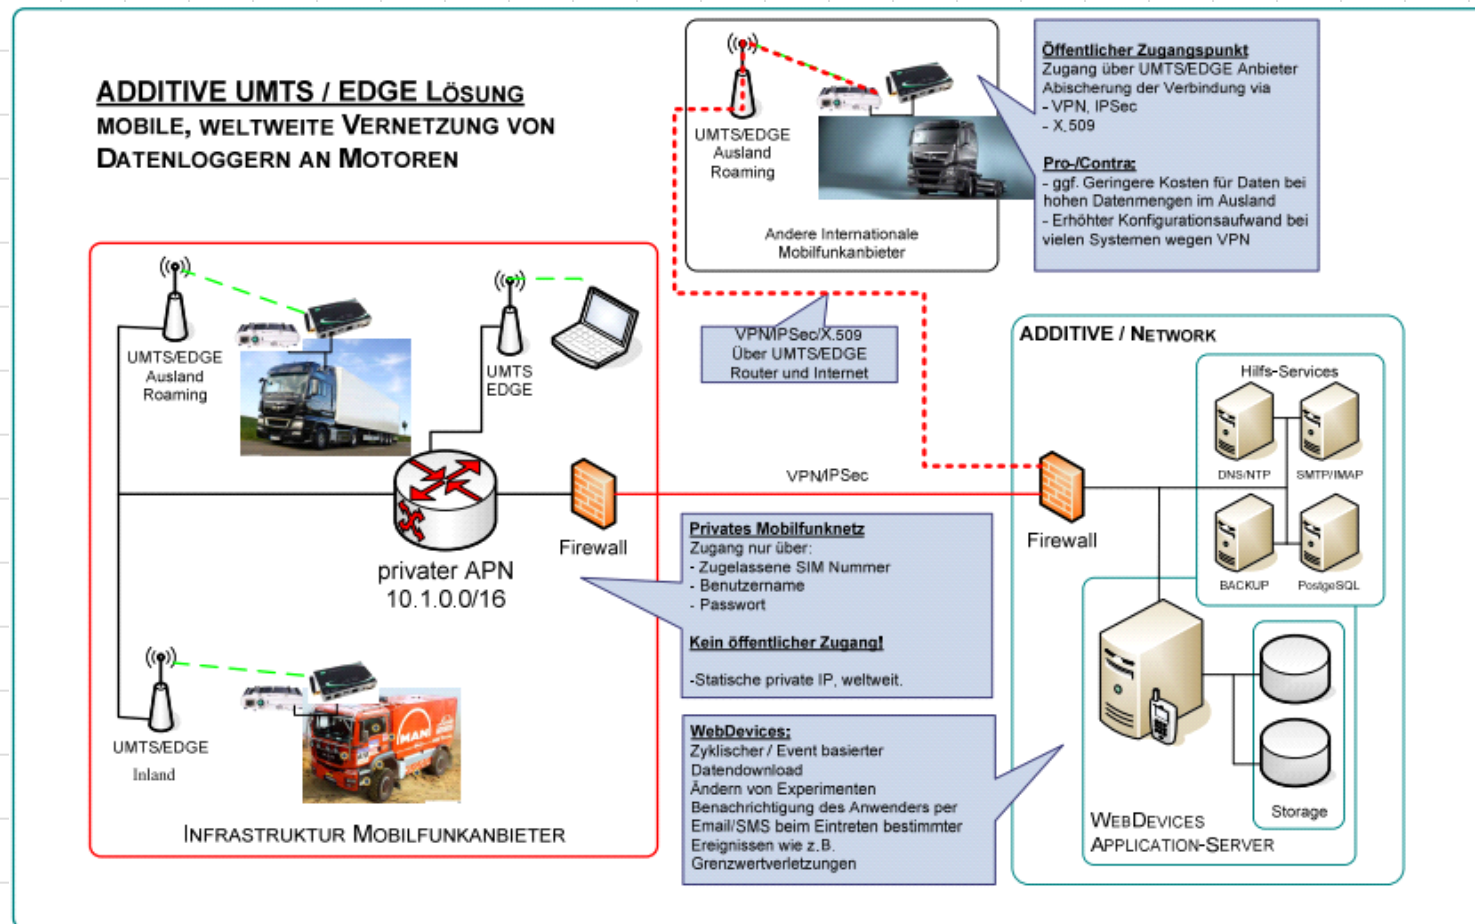 ADDITIVE UMTS / EDGE LÖSUNG
MOBILE, WELTWEITE VERNETZUNG VON
DATENLOGGERN AN MOTOREN
UMTS/EDGE
Ausland
Roaming
Andere Internationale
Mobilfunkanbieter
Öffentlicher Zugangspunkt
Zugang über UMTS/EDGE Anbieter
Abischerung der Verbindung via
- VPN, IPSec
- X.509
Pro-/Contra:
- ggf. Geringere Kosten für Daten bei
hohen Datenmengen im Ausland
- Erhöhter Konfigurationsaufwand bei
vielen Systemen wegen VPN
UMTS/EDGE
Ausland
Roaming
UMTS
EDGE
VPN/IPSec/X.509
Über UMTS/EDGE
Router und Internet
privater APN
10.1.0.0/16
Firewall
VPN/IPSec
Privates Mobilfunknetz
Zugang nur über:
- Zugelassene SIM Nummer
- Benutzername
- Passwort
Kein öffentlicher Zugang!
-Statische private IP, weltweit.
UMTS/EDGE
Inland
MAN
INFRASTRUKTUR MOBILFUNKANBIETER
WebDevices:
Zyklischer / Event basierter
Datendownload
Ändern von Experimenten
Benachrichtigung des Anwenders per
Email/SMS beim Eintreten bestimmter
Ereignissen wie z.B.
Grenzwertverletzungen
ADDITIVE / NETWORK
Hilfs-Services
DNS/NTP
SMTP/IMAP
BACKUP
PostgeSQL
Firewall
Storage
WEBDEVICES
APPLICATION-SERVER